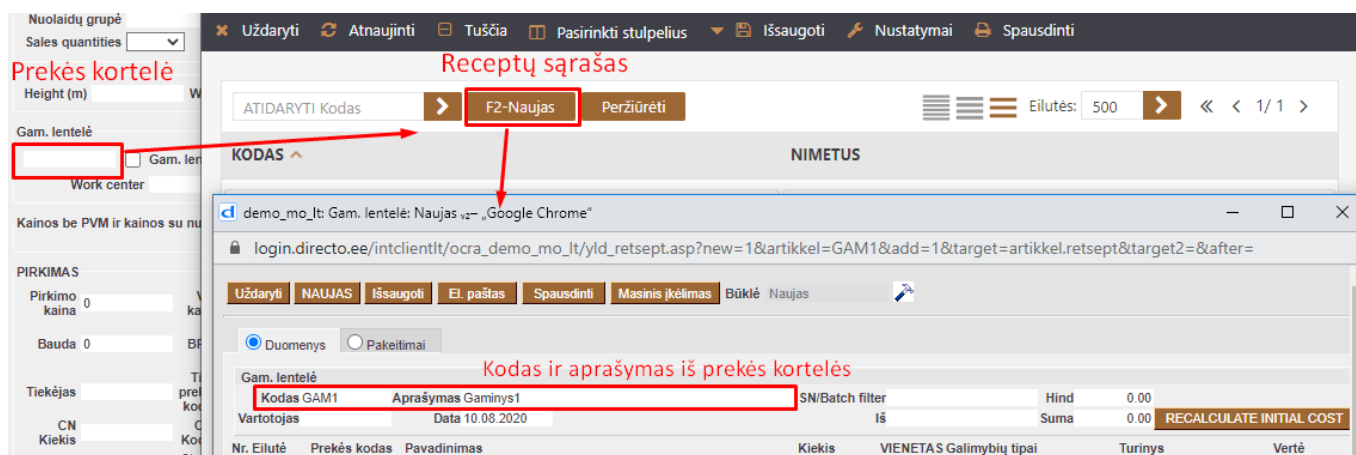 Nuolaidų grupė
Sales quantities
Prekės kortelė
Height (m)
W
Gam. lentelė
Gam. len
Work center
Kainos be PVM ir kainos su nu
PIRKIMAS
Pirkimo kaina 0
ka
Bauda 0
Tiekėjas
prel
CN Kiekis
Uždaryti Atnaujinti Tuščia Pasirinkti stulpelius Išsaugoti Nustatymai Spausdinti
Receptų sąrašas
ATIDARYTI Kodas F2-Naujas Peržiūrėti Eilutės: 500 1/ 1
KODAS NIMETUS
demo_mo_lt: Gam. lentelė: Naujas v2– „Google Chrome“
login.directo.ee/intclientlt/ocra_demo_mo_lt/yld_retsept.asp?new=1&artikkel=GAM1&add=1&target=artikkel.retsept&target2=&after=
Uždaryti NAUJAS Išsaugoti El. paštas Spausdinti Masinis įkėlimas Būklė Naujas
Duomenys Pakeitimai
Kodas ir aprašymas iš prekės kortelės
Gam. lentelė
Kodas GAM1 Aprašymas Gaminys1 SN/Batch filter Hind 0.00
Vartotojas Data 10.08.2020 Iš Suma 0.00 RECALCULATE INITIAL COST
Nr. Eilutė Prekės kodas Pavadinimas Kiekis VIENETAS Galimybių tipai Turinys Vertė